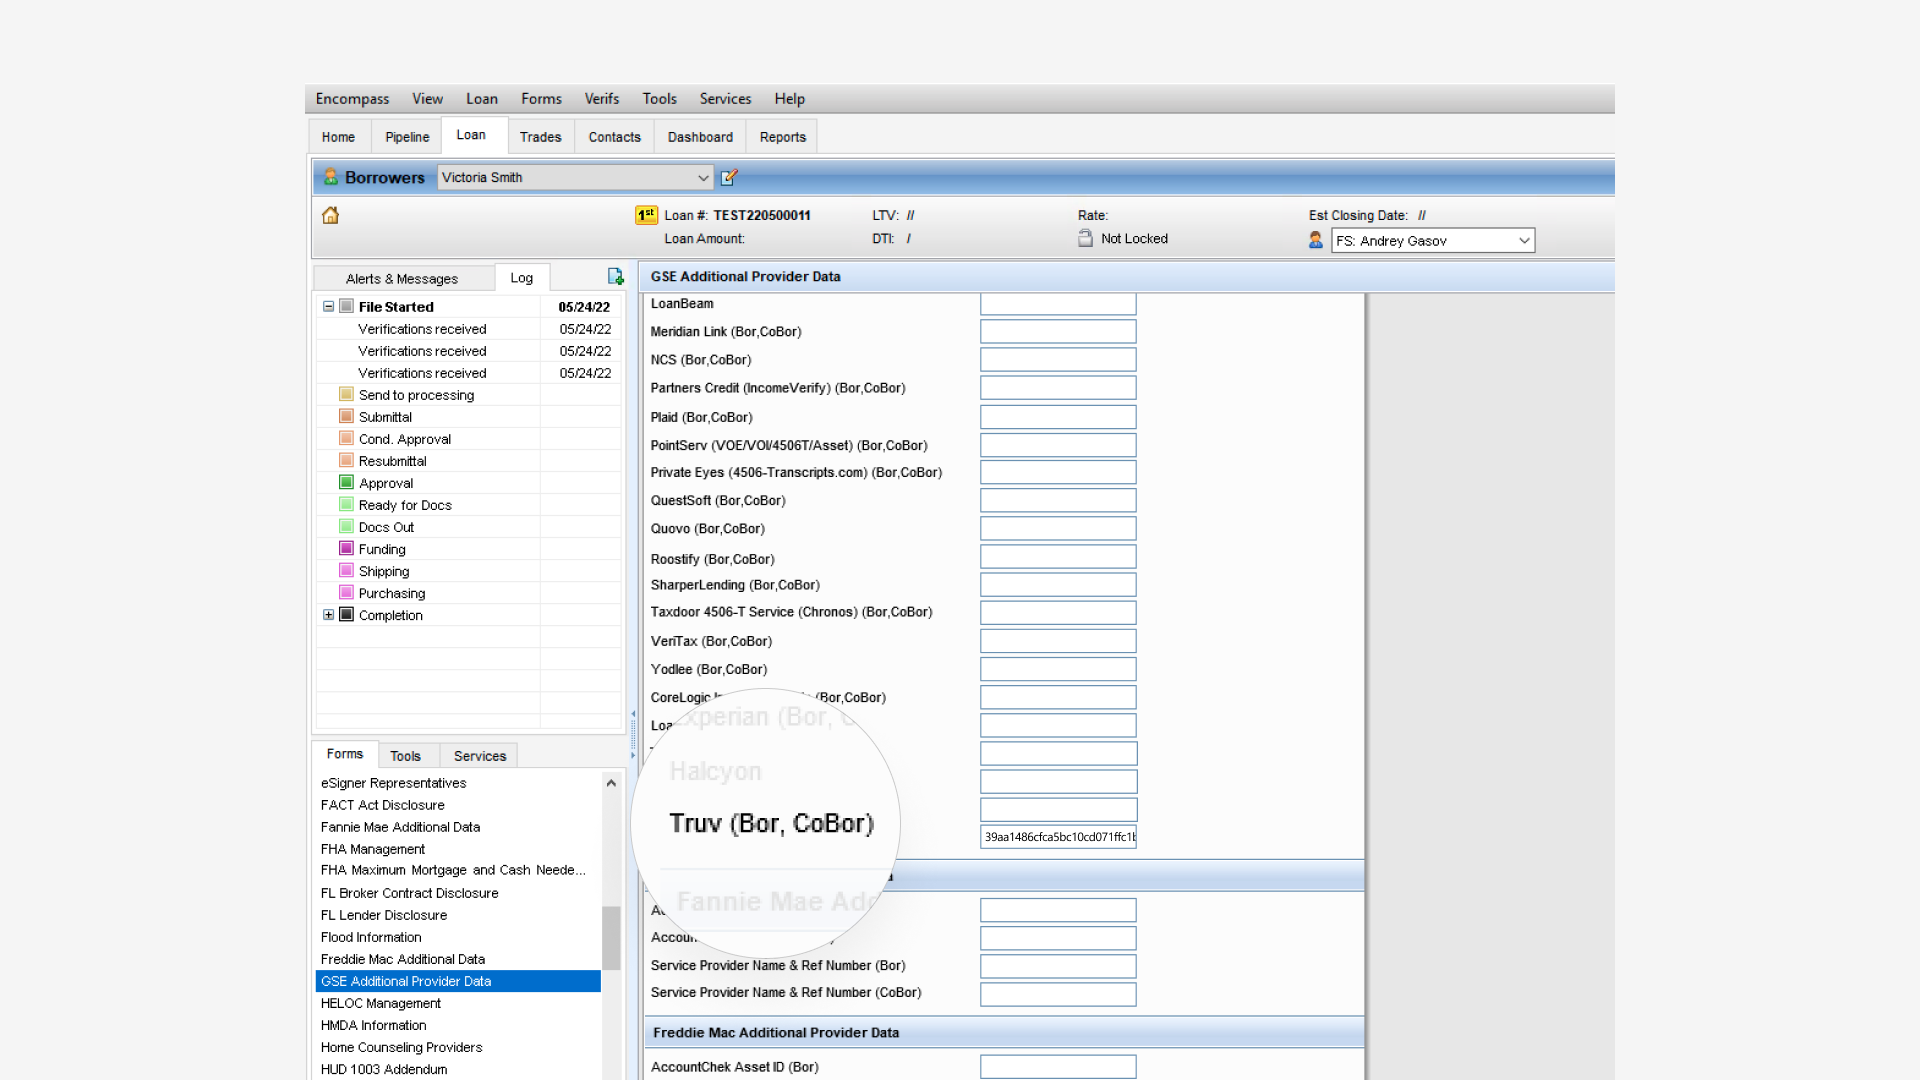 Encompass View Loan Forms Verifs Tools Services Help
Home Pipeline Loan Trades Contacts Dashboard Reports
Borrowers Victoria Smith
1st Loan #: TEST220500011 LTV: // Rate: Est Closing Date: //
Loan Amount: DTI: / Not Locked FS: Andrey Gasov
Alerts & Messages Log
File Started 05/24/22
Verifications received 05/24/22
Verifications received 05/24/22
Verifications received 05/24/22
Send to processing
Submittal
Cond. Approval
Resubmittal
Approval
Ready for Docs
Docs Out
Funding
Shipping
Purchasing
Completion
Forms Tools Services
eSigner Representatives
FACT Act Disclosure
Fannie Mae Additional Data
FHA Management
FHA Maximum Mortgage and Cash Neede...
FL Broker Contract Disclosure
FL Lender Disclosure
Flood Information
Freddie Mac Additional Data
GSE Additional Provider Data
HELOC Management
HMDA Information
Home Counseling Providers
HUD 1003 Addendum
GSE Additional Provider Data
LoanBeam
Meridian Link (Bor,CoBor)
NCS (Bor,CoBor)
Partners Credit (IncomeVerify) (Bor,CoBor)
Plaid (Bor,CoBor)
PointServ (VOE/VOI/4506T/Asset) (Bor,CoBor)
Private Eyes (4506-Transcripts.com) (Bor,CoBor)
QuestSoft (Bor,CoBor)
Quovo (Bor,CoBor)
Roostify (Bor,CoBor)
SharperLending (Bor,CoBor)
Taxdoor 4506-T Service (Chronos) (Bor,CoBor)
VeriTax (Bor,CoBor)
Yodlee (Bor,CoBor)
CoreLogic (Bor,CoBor)
Experian (Bor,
Halcyon
Truv (Bor, CoBor)
39aa1486cfca5bc10cd071ffc1b
Fannie Mae Add
Service Provider Name & Ref Number (Bor)
Service Provider Name & Ref Number (CoBor)
Freddie Mac Additional Provider Data
AccountChek Asset ID (Bor)